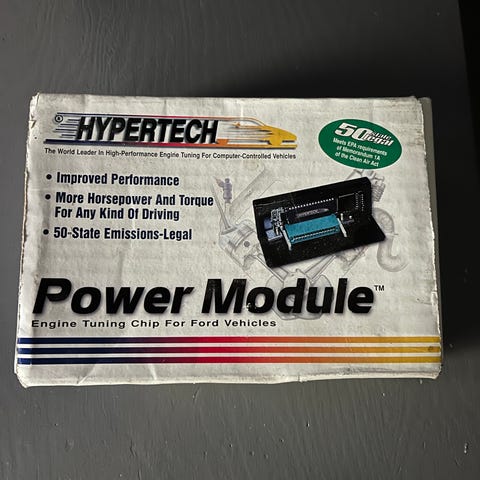 ® HYPERTECH
The World Leader In High-Performance Engine Tuning For Computer-Controlled Vehicles
50 state
legal
Meets EPA requirements
of Memorandum 1A
of the Clean Air Act
• Improved Performance
• More Horsepower And Torque
For Any Kind Of Driving
• 50-State Emissions-Legal
HYPERTECH
Power Module™
Engine Tuning Chip For Ford Vehicles